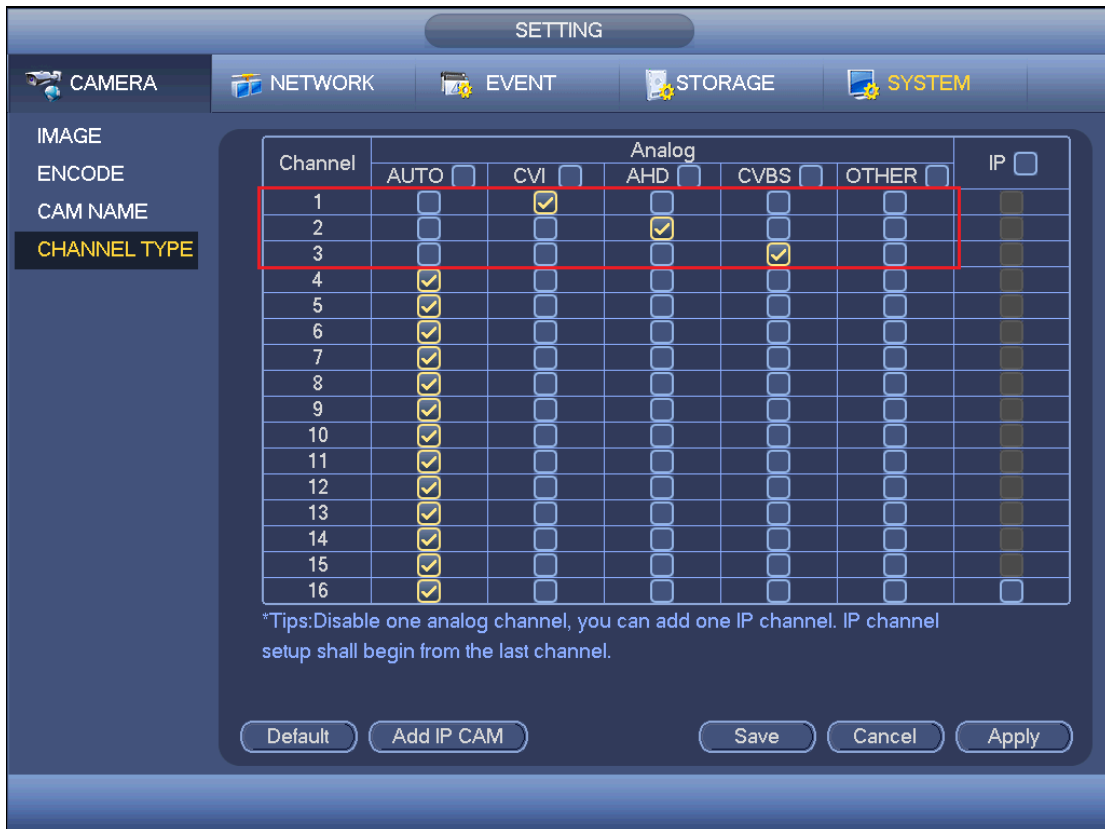 SETTING
CAMERA NETWORK EVENT STORAGE SYSTEM
IMAGE
ENCODE
CAM NAME
CHANNEL TYPE
Channel Analog IP
AUTO CVI AHD CVBS OTHER
1
2
3
4
5
6
7
8
9
10
11
12
13
14
15
16
*Tips:Disable one analog channel, you can add one IP channel. IP channel
setup shall begin from the last channel.
Default Add IP CAM Save Cancel Apply